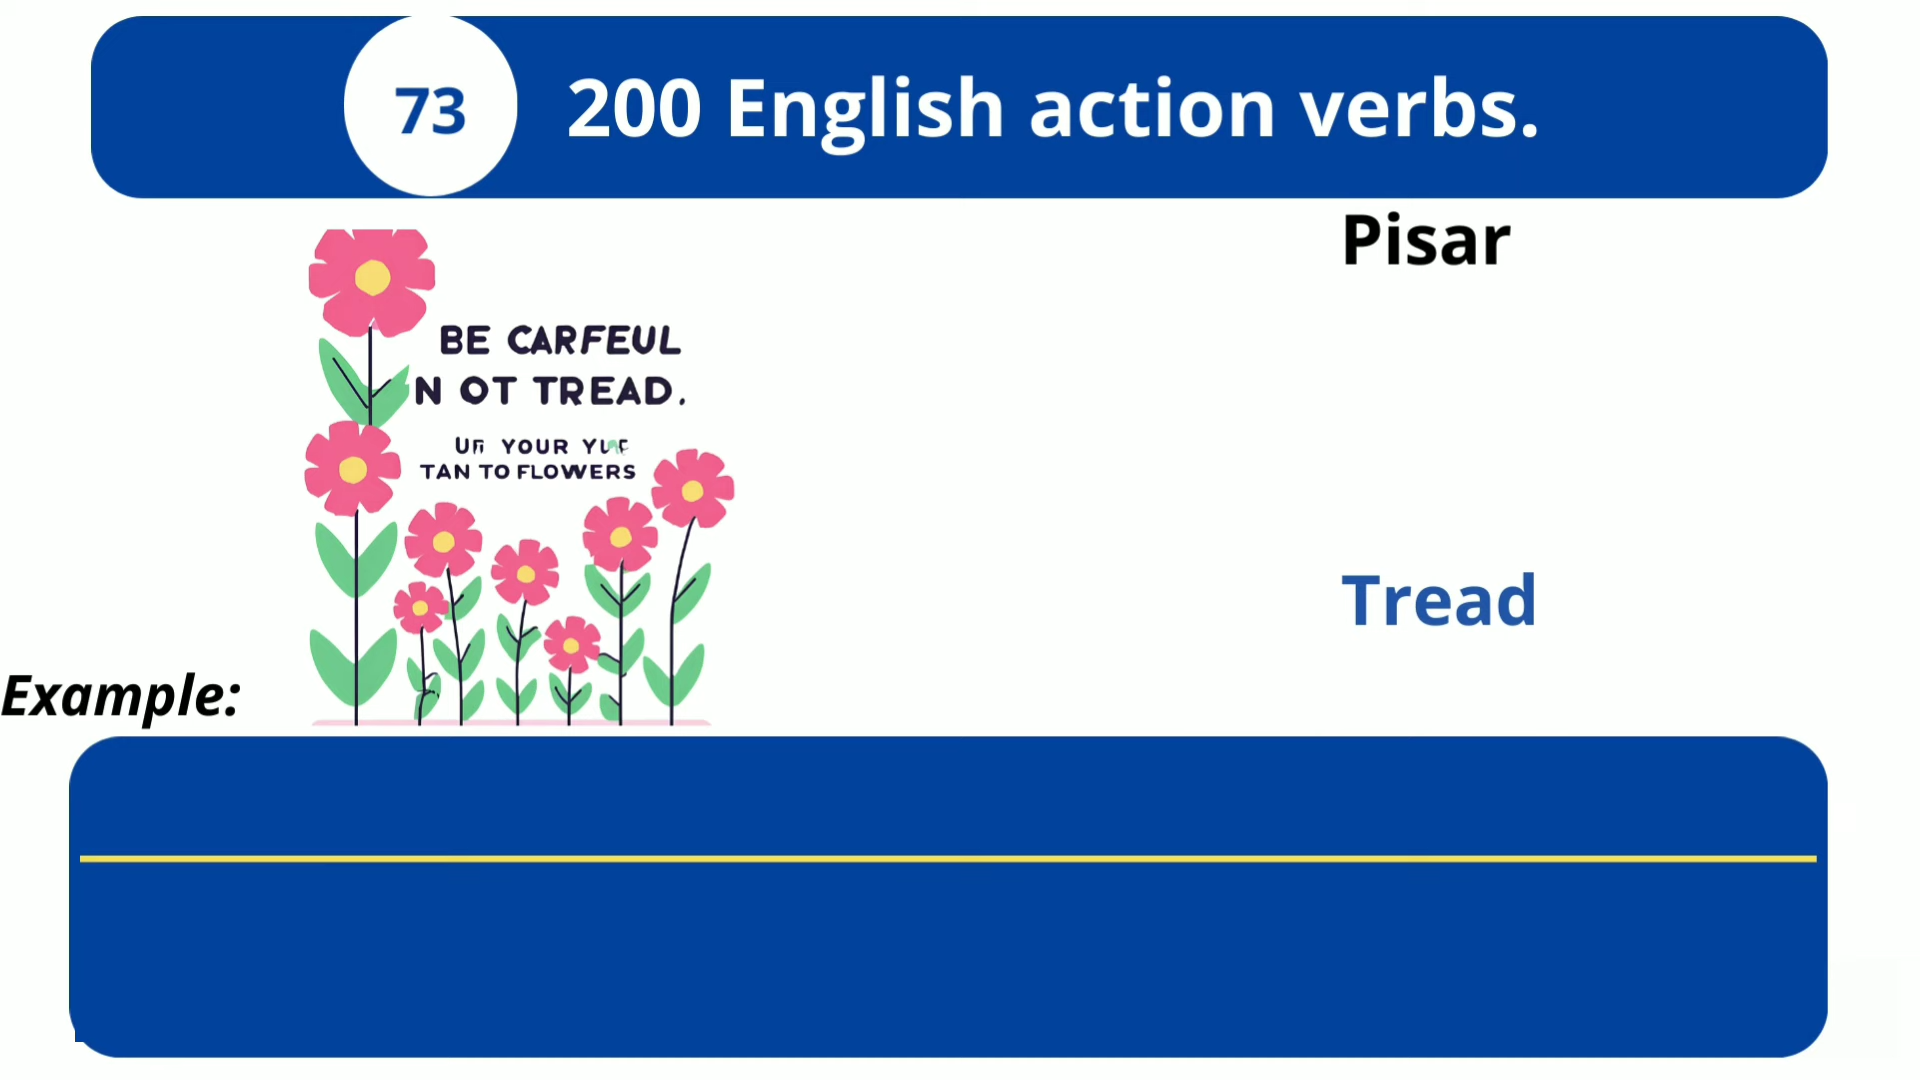 73 200 English action verbs.
Pisar
BE CARFEUL
N OT TREAD.
YOUR
TAN TO FLOWERS
Tread
Example: